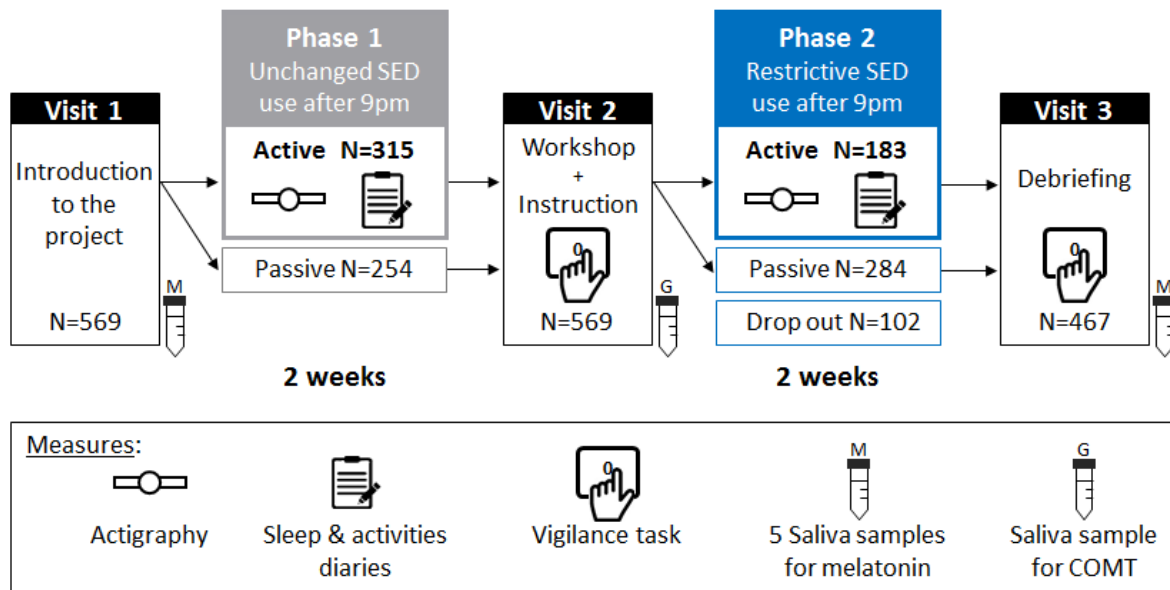 Visit 1
Introduction
to the
project
N=569
M
Phase 1
Unchanged SED
use after 9pm
Active N=315
Passive N=254
2 weeks
Visit 2
Workshop
+
Instruction
0
N=569
G
Phase 2
Restrictive SED
use after 9pm
Active N=183
Passive N=284
Drop out N=102
2 weeks
Visit 3
Debriefing
0
N=467
M
Measures:
Actigraphy
Sleep & activities
diaries
0
Vigilance task
M
5 Saliva samples
for melatonin
G
Saliva sample
for COMT